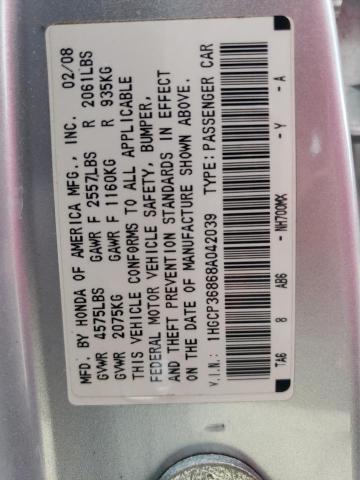 MFD. BY HONDA OF AMERICA MFG., INC. 02/08
GVWR 4575LBS GAWR F 2557LBS R 2061LBS
GVWR 2075KG GAWR F 1160KG R 935KG
THIS VEHICLE CONFORMS TO ALL APPLICABLE
FEDERAL MOTOR VEHICLE SAFETY, BUMPER,
AND THEFT PREVENTION STANDARDS IN EFFECT
ON THE DATE OF MANUFACTURE SHOWN ABOVE.
V.I.N.: 1HGCP36868A042039 TYPE: PASSENGER CAR
TA6 8 AB6 - NH700MX - Y - A